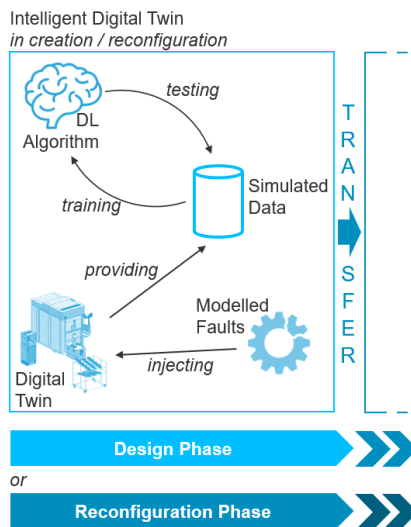 Intelligent Digital Twin
in creation / reconfiguration
testing
DL
Algorithm
training
Simulated
Data
providing
Modelled
Faults
injecting
Digital
Twin
T
R
A
N
S
F
E
R
Design Phase
or
Reconfiguration Phase